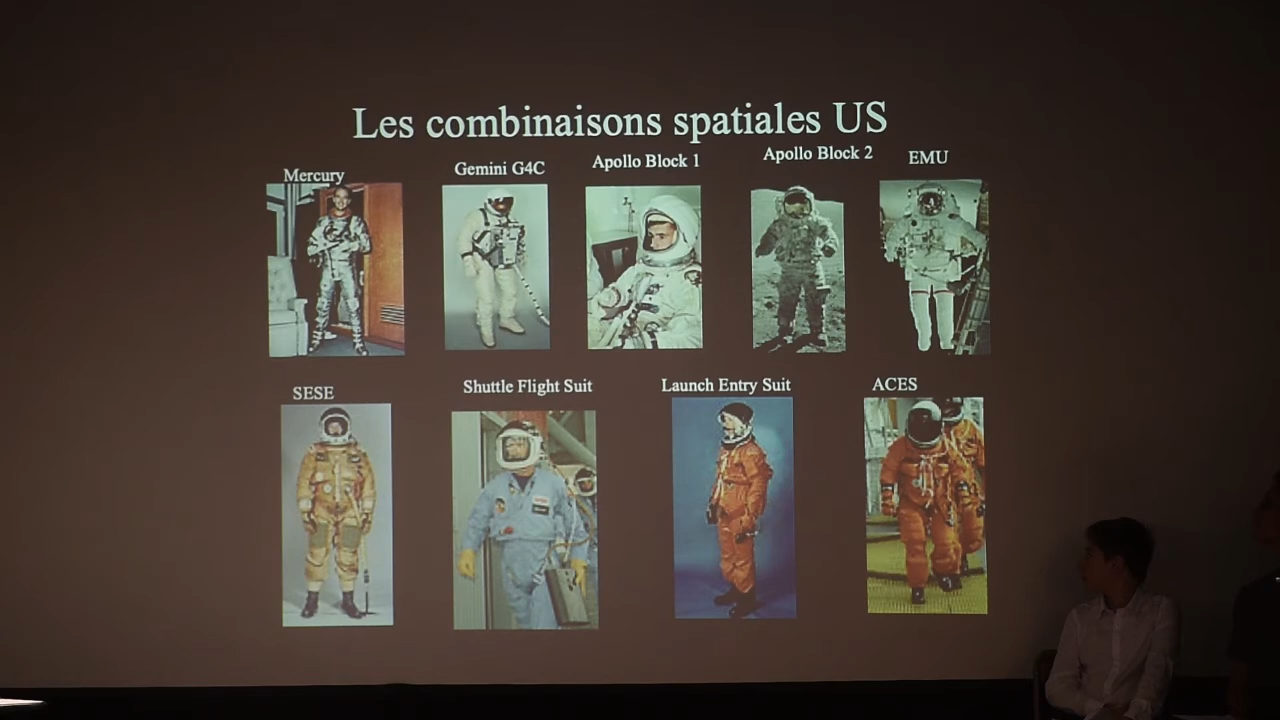 Les combinaisons spatiales US
Mercury
Gemini G4C
Apollo Block 1
Apollo Block 2
EMU
SESE
Shuttle Flight Suit
Launch Entry Suit
ACES